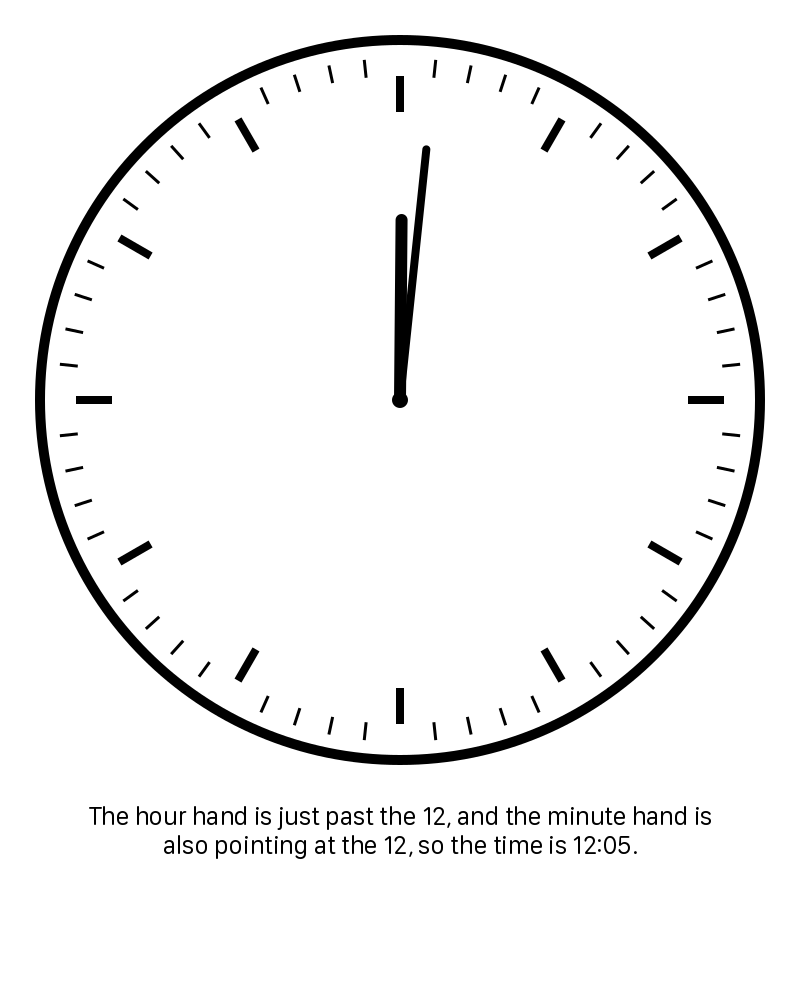 The hour hand is just past the 12, and the minute hand is
also pointing at the 12, so the time is 12:05.